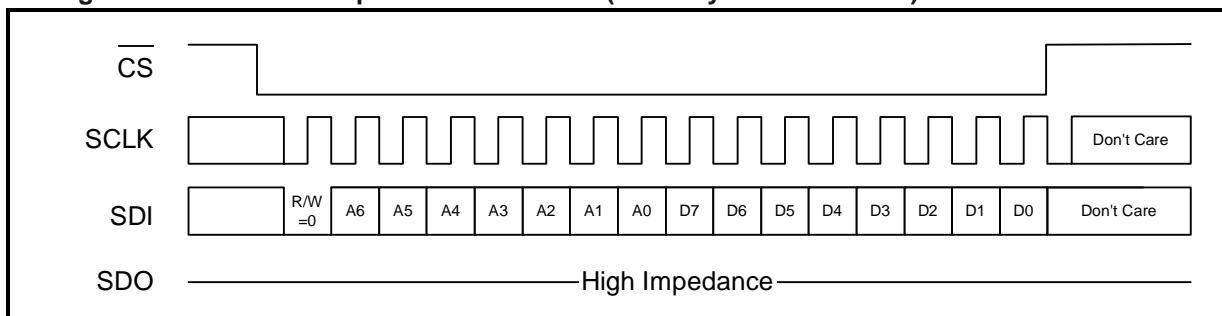 CS
SCLK
Don't Care
SDI
R/W
=0
A6 A5 A4 A3 A2 A1 A0 D7 D6 D5 D4 D3 D2 D1 D0 Don't Care
SDO
High Impedance